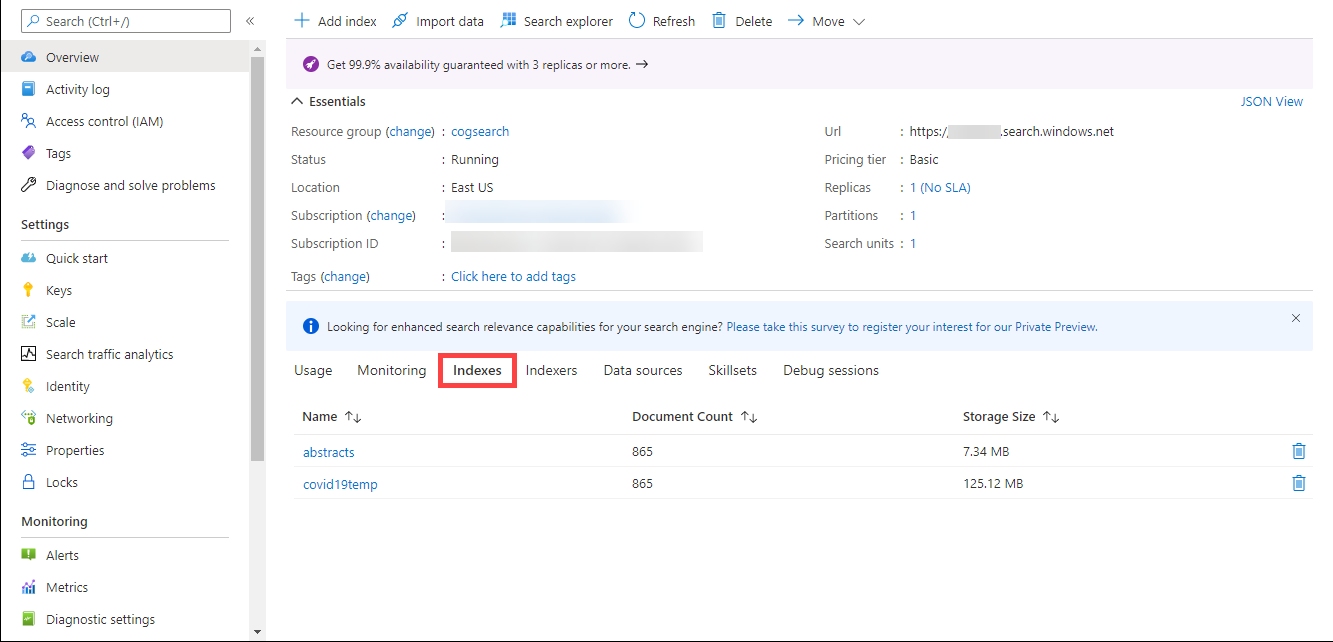 Search (Ctrl+/)
«
Overview
Activity log
Access control (IAM)
Tags
Diagnose and solve problems
Settings
Quick start
Keys
Scale
Search traffic analytics
Identity
Networking
Properties
Locks
Monitoring
Alerts
Metrics
Diagnostic settings
Add index Import data Search explorer Refresh Delete Move
Get 99.9% availability guaranteed with 3 replicas or more. →
Essentials JSON View
Resource group (change) : cogsearch
Status : Running
Location : East US
Subscription (change) :
Subscription ID :
Tags (change) : Click here to add tags
Url : https:/ .search.windows.net
Pricing tier : Basic
Replicas : 1 (No SLA)
Partitions : 1
Search units : 1
Looking for enhanced search relevance capabilities for your search engine? Please take this survey to register your interest for our Private Preview.
Usage Monitoring Indexes Indexers Data sources Skillsets Debug sessions
Name ↑↓ Document Count ↑↓ Storage Size ↑↓
abstracts 865 7.34 MB
covid19temp 865 125.12 MB